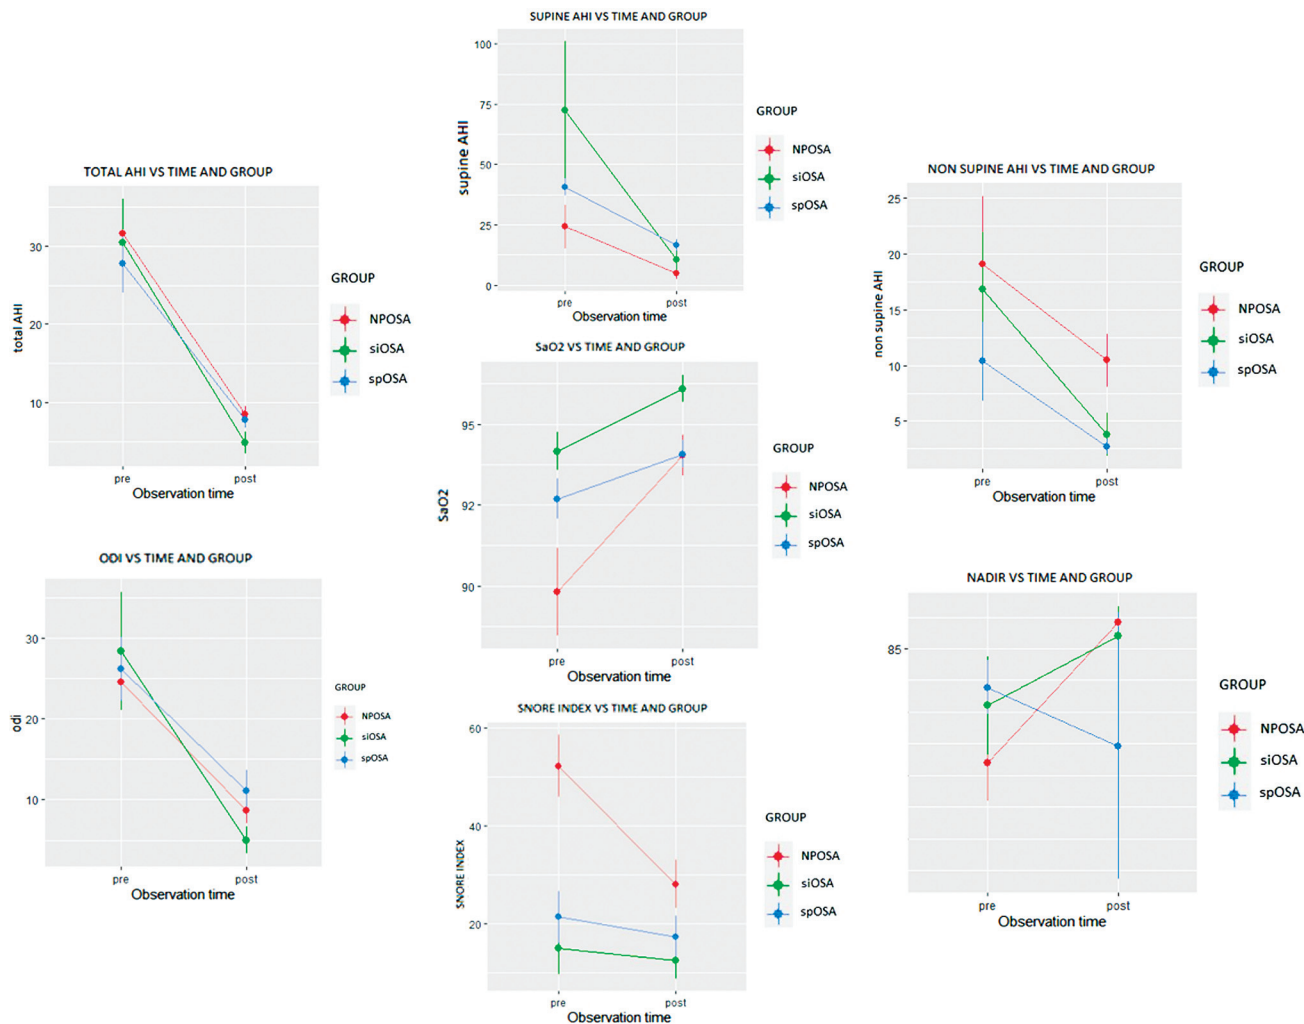 SUPINE AHI VS TIME AND GROUP
100
75
50
25
0
supine AHI
pre
post
Observation time
GROUP
NPOSA
siOSA
spOSA
TOTAL AHI VS TIME AND GROUP
30
20
10
total AHI
pre
post
Observation time
GROUP
NPOSA
siOSA
spOSA
NON SUPINE AHI VS TIME AND GROUP
25
20
15
10
5
non supine AHI
pre
post
Observation time
GROUP
NPOSA
siOSA
spOSA
SaO2 VS TIME AND GROUP
95
92
90
SaO2
pre
post
Observation time
GROUP
NPOSA
siOSA
spOSA
ODI VS TIME AND GROUP
30
20
10
odi
pre
post
Observation time
GROUP
NPOSA
siOSA
spOSA
NADIR VS TIME AND GROUP
85
pre
post
Observation time
GROUP
NPOSA
siOSA
spOSA
SNORE INDEX VS TIME AND GROUP
60
40
20
SNORE INDEX
pre
post
Observation time
GROUP
NPOSA
siOSA
spOSA